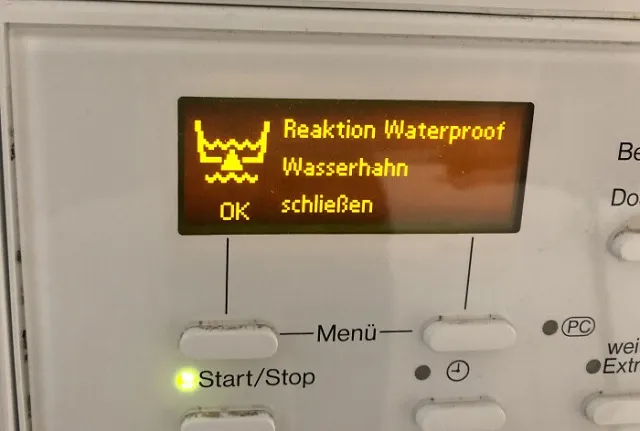 Reaktion Waterproof
Wasserhahn
schließen
OK
Menü
PC
Start/Stop
Be
Do
wei
Extr